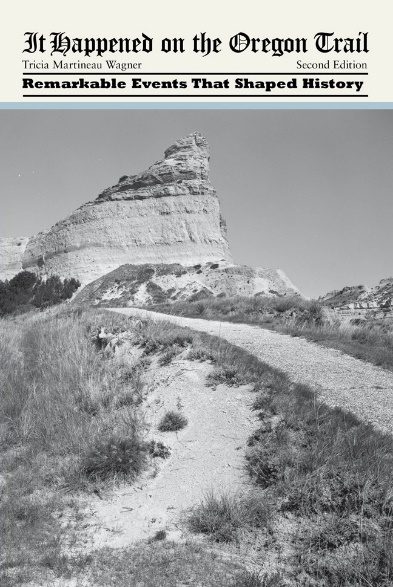 It Happened on the Oregon Trail
Tricia Martineau Wagner Second Edition
Remarkable Events That Shaped History